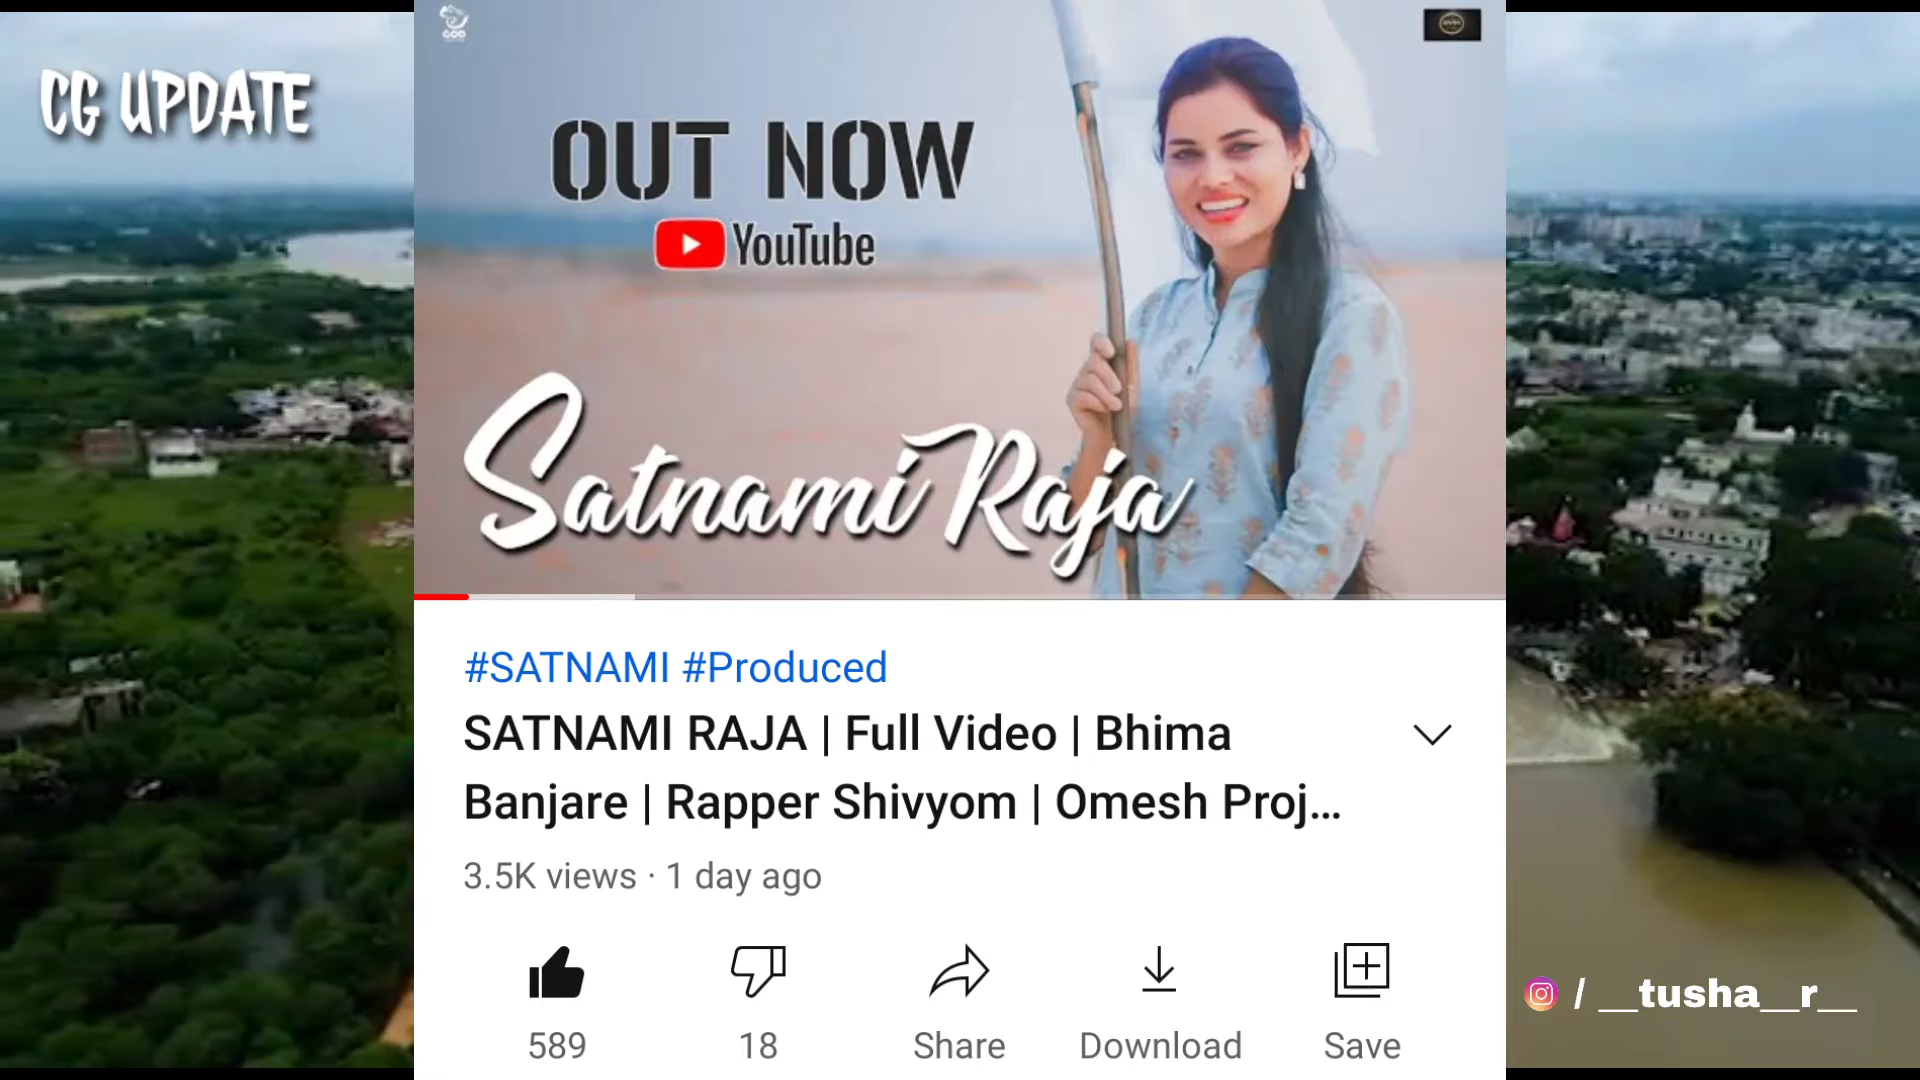 CG UPDATE
GOD
OUT NOW
YouTube
Satnami Raja
#SATNAMI #Produced
SATNAMI RAJA | Full Video | Bhima
Banjare | Rapper Shivyom | Omesh Proj...
3.5K views · 1 day ago
589
18
Share
Download
Save
/ __tusha__r__